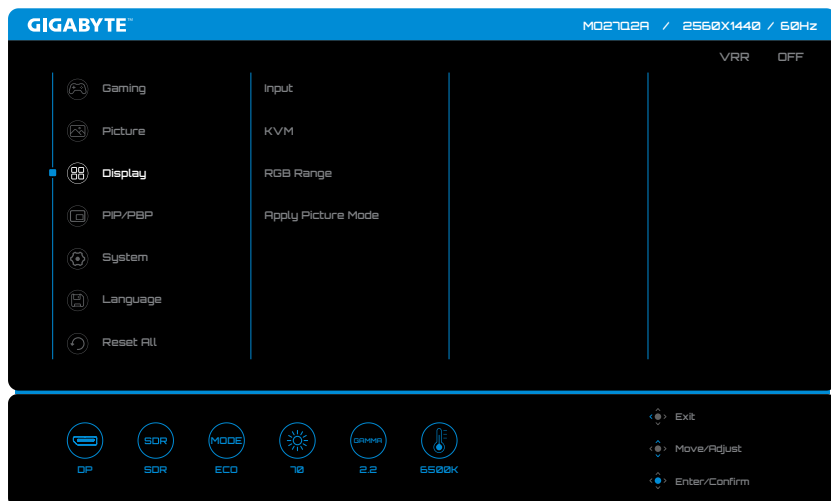 GIGABYTE™
MO27Q2A / 2560X1440 / 60Hz
VRR OFF
Gaming
Input
Picture
KVM
Display
RGB Range
PIP/PBP
Apply Picture Mode
System
Language
Reset All
Exit
SDR
MODE
GAMMA
Move/Adjust
DP
SDR
ECO
70
2.2
6500K
Enter/Confirm